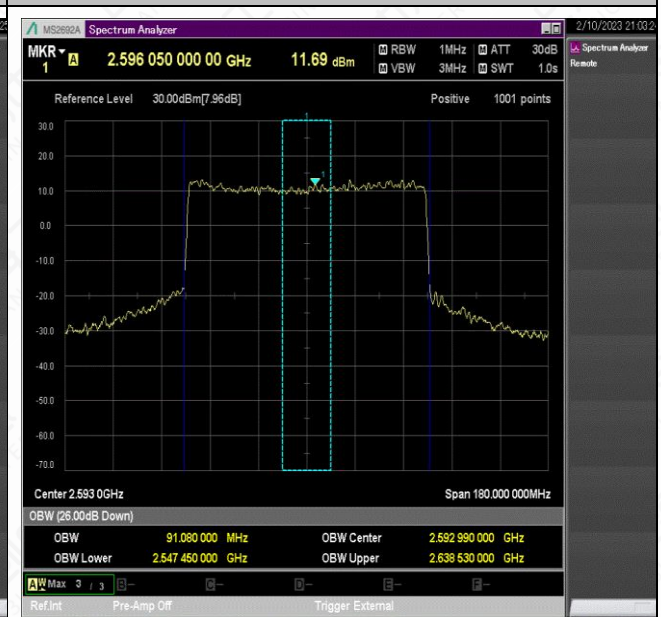 MS2692A Spectrum Analyzer
2/10/2023 21:03:2
MKR 1 A 2.596 050 000 00 GHz 11.69 dBm
M RBW 1MHz M ATT 30dB
M VBW 3MHz M SWT 1.0s
Spectrum Analyzer
Remote
Reference Level 30.00dBm[7.96dB] Positive 1001 points
30.0
20.0
10.0
0.0
-10.0
-20.0
-30.0
-40.0
-50.0
-60.0
-70.0
1
1
Center 2.593 0GHz Span 180.000 000MHz
OBW (26.00dB Down)
OBW 91.080 000 MHz OBW Center 2.592 990 000 GHz
OBW Lower 2.547 450 000 GHz OBW Upper 2.638 530 000 GHz
A W Max 3 / 3 B- C- D- E- F-
Ref.Int Pre-Amp Off Trigger External